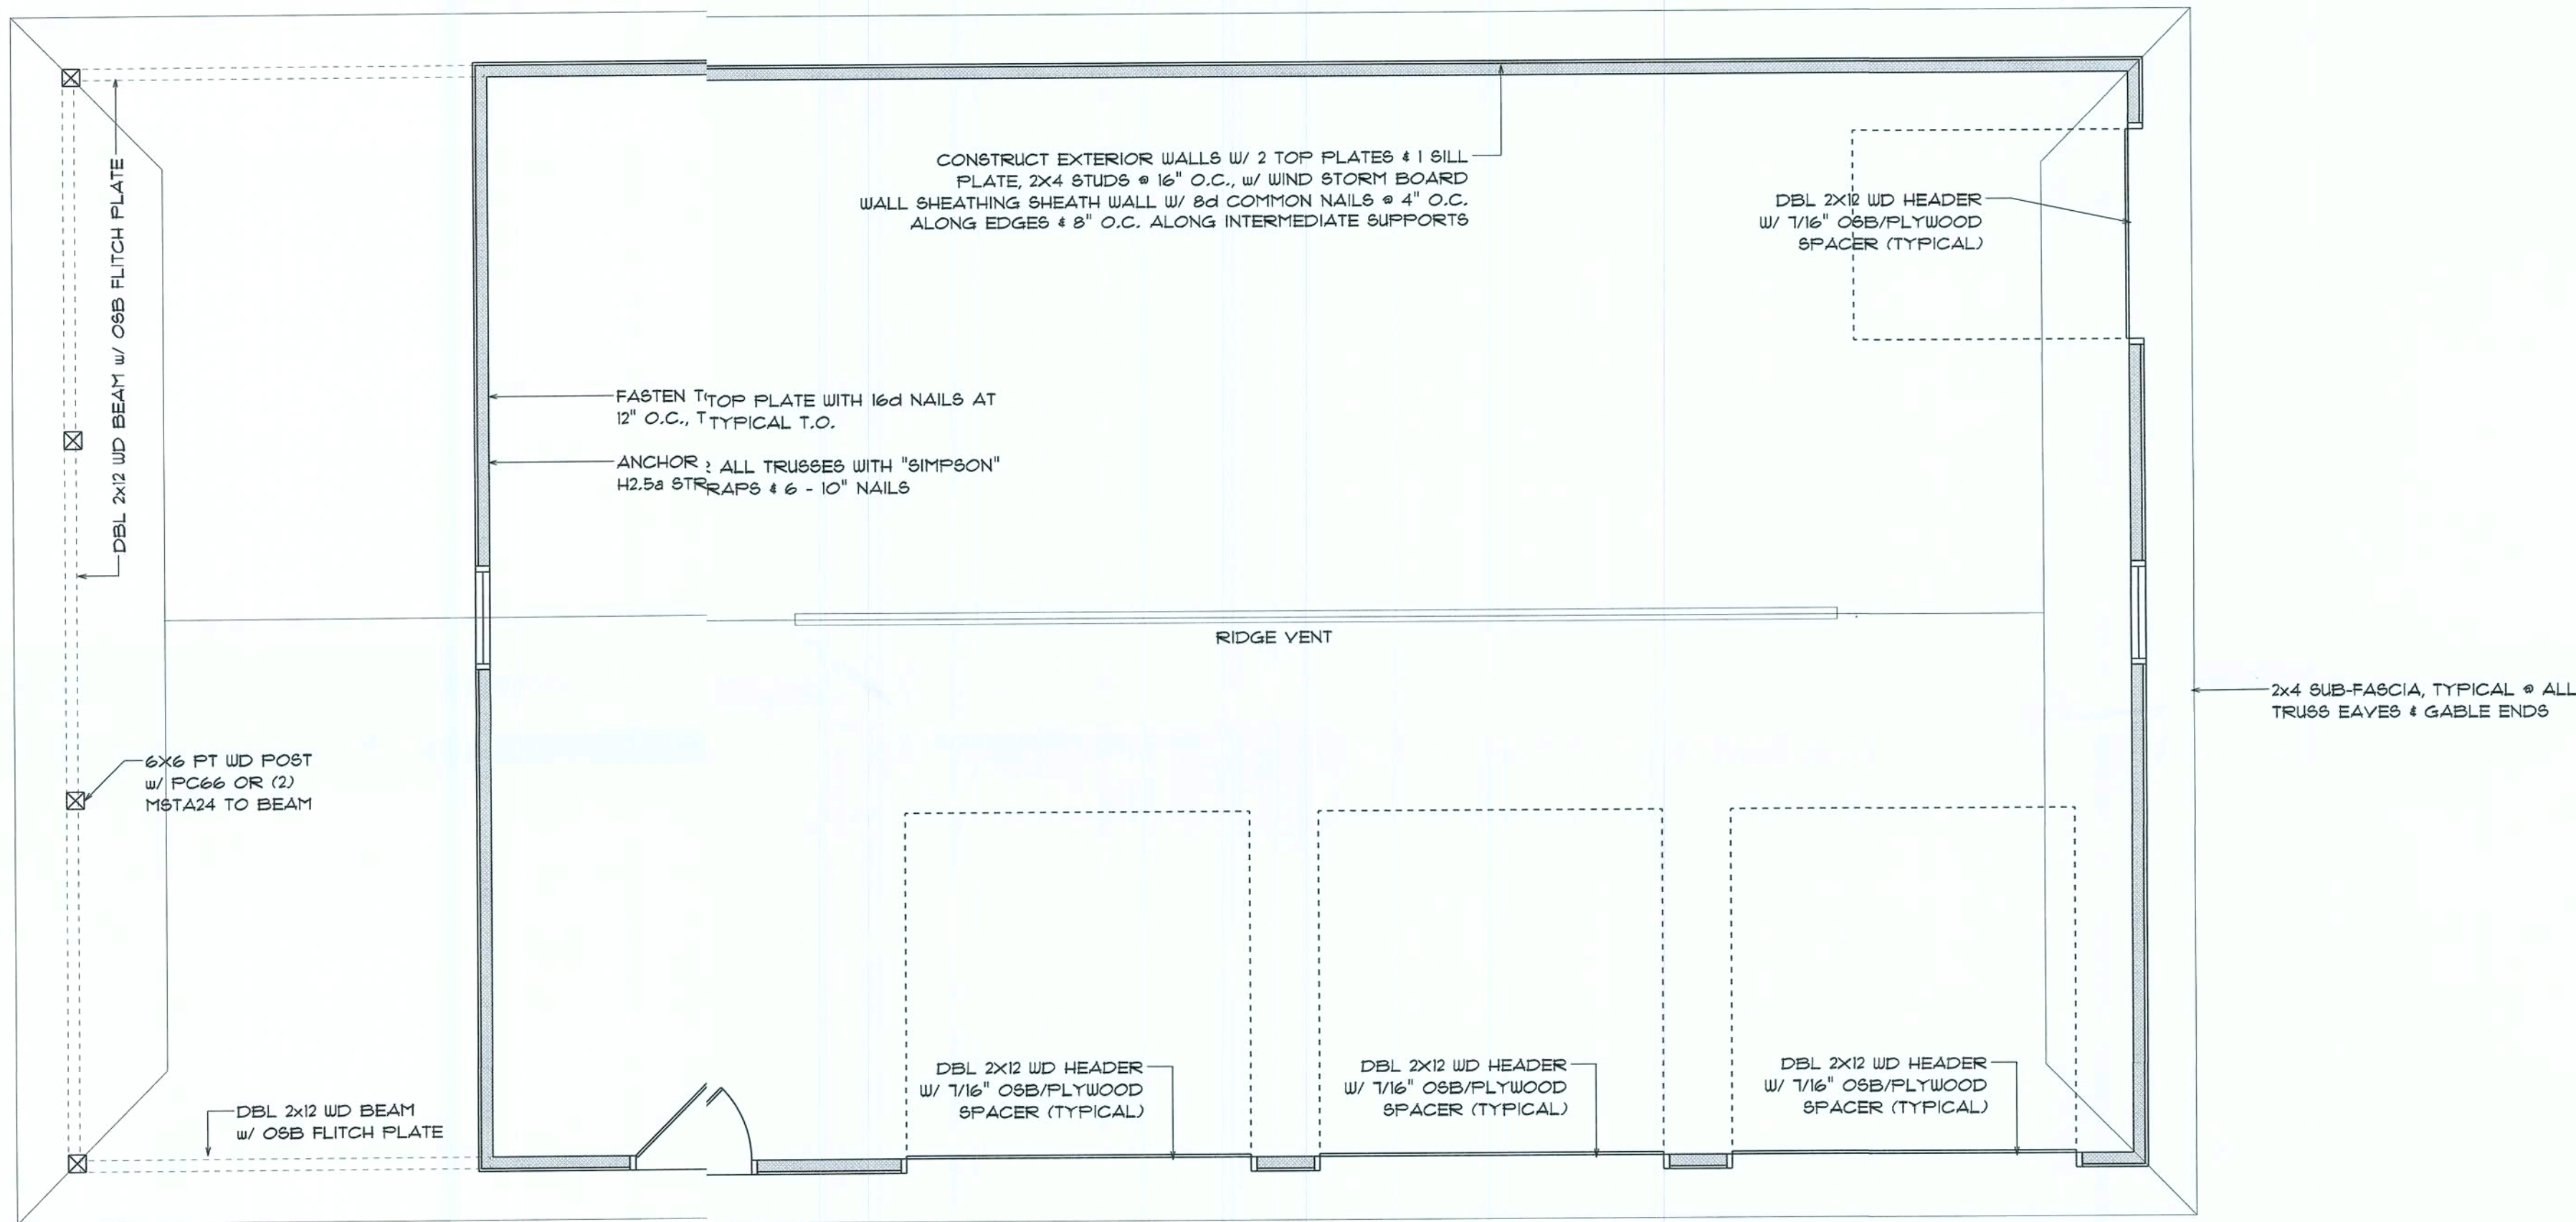 CONSTRUCT EXTERIOR WALLS W/ 2 TOP PLATES & 1 SILL
PLATE, 2X4 STUDS @ 16" O.C., w/ WIND STORM BOARD
WALL SHEATHING SHEATH WALL W/ 8d COMMON NAILS @ 4" O.C.
ALONG EDGES & 8" O.C. ALONG INTERMEDIATE SUPPORTS
DBL 2X12 WD HEADER
W/ 7/16" OSB/PLYWOOD
SPACER (TYPICAL)
DBL 2x12 WD BEAM w/ OSB FLITCH PLATE
FASTEN TOP PLATE WITH 16d NAILS AT
12" O.C., TYPICAL T.O.
ANCHOR ALL TRUSSES WITH "SIMPSON"
H2.5a STRAPS & 6 - 10" NAILS
RIDGE VENT
2x4 SUB-FASCIA, TYPICAL @ ALL
TRUSS EAVES & GABLE ENDS
6X6 PT WD POST
w/ PC66 OR (2)
MSTA24 TO BEAM
DBL 2X12 WD HEADER
W/ 7/16" OSB/PLYWOOD
SPACER (TYPICAL)
DBL 2X12 WD HEADER
W/ 7/16" OSB/PLYWOOD
SPACER (TYPICAL)
DBL 2X12 WD HEADER
W/ 7/16" OSB/PLYWOOD
SPACER (TYPICAL)
DBL 2x12 WD BEAM
w/ OSB FLITCH PLATE